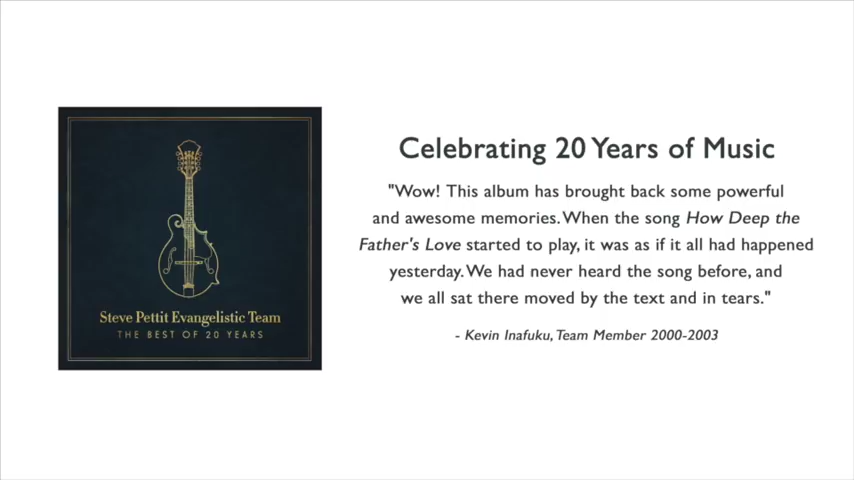 Steve Pettit Evangelistic Team
THE BEST OF 20 YEARS
Celebrating 20 Years of Music
"Wow! This album has brought back some powerful
and awesome memories. When the song How Deep the
Father's Love started to play, it was as if it all had happened
yesterday. We had never heard the song before, and
we all sat there moved by the text and in tears."
- Kevin Inafuku, Team Member 2000-2003